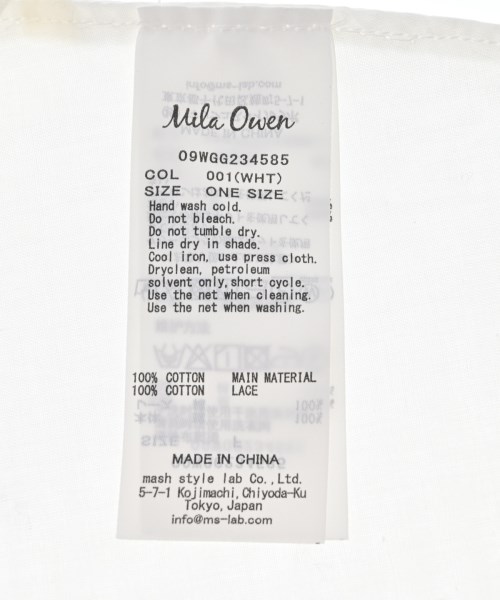 Mila Owen
09WGG234585
COL 001(WHT)
SIZE ONE SIZE
Hand wash cold.
Do not bleach.
Do not tumble dry.
Line dry in shade.
Cool iron, use press cloth.
Dryclean, petroleum
solvent only,short cycle.
Use the net when cleaning.
Use the net when washing.
100% COTTON MAIN MATERIAL
100% COTTON LACE
MADE IN CHINA
mash style lab Co.,Ltd.
5-7-1 Kojimachi,Chiyoda-Ku
Tokyo,Japan
info@ms-lab.com